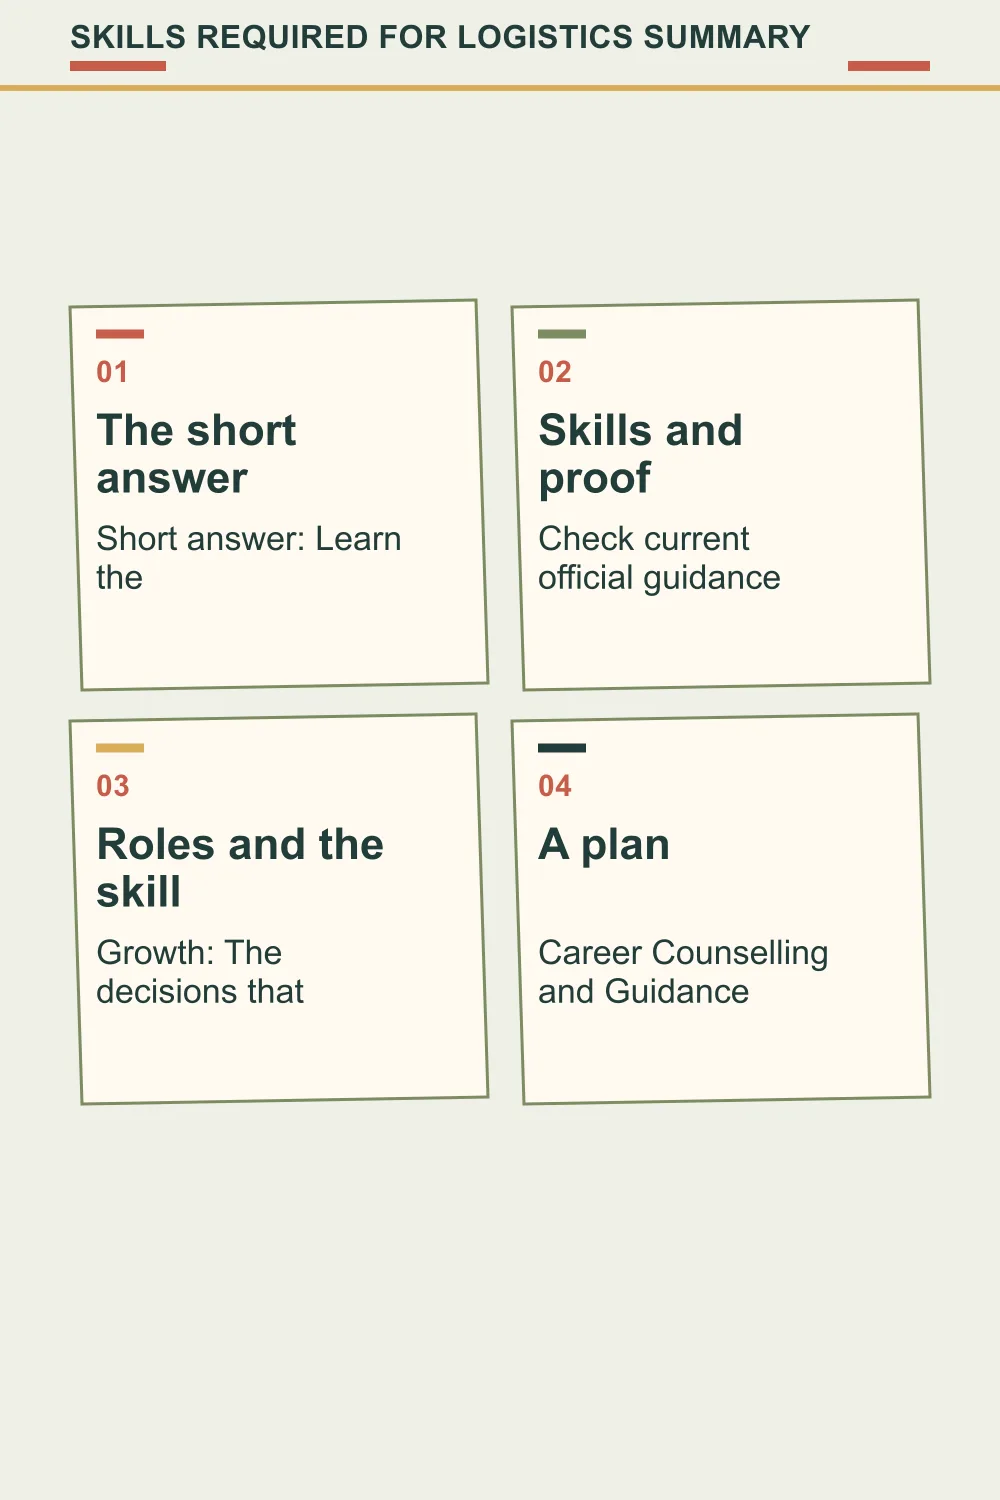 SKILLS REQUIRED FOR LOGISTICS SUMMARY
01
The short
answer
Short answer: Learn
the
02
Skills and
proof
Check current
official guidance
03
Roles and the
skill
Growth: The
decisions that
04
A plan
Career Counselling
and Guidance